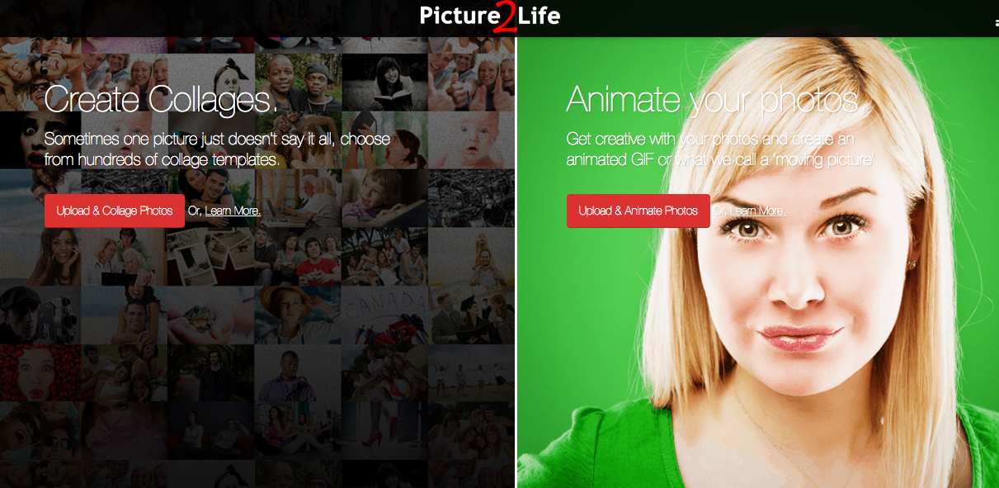 Picture2Life
Create Collages.
Sometimes one picture just doesn't say it all, choose
from hundreds of collage templates.
Upload & Collage Photos Or, Learn More.
Animate your photos.
Get creative with your photos and create an
animated GIF or what we call a 'moving picture'.
Upload & Animate Photos Or, Learn More.
CANADA